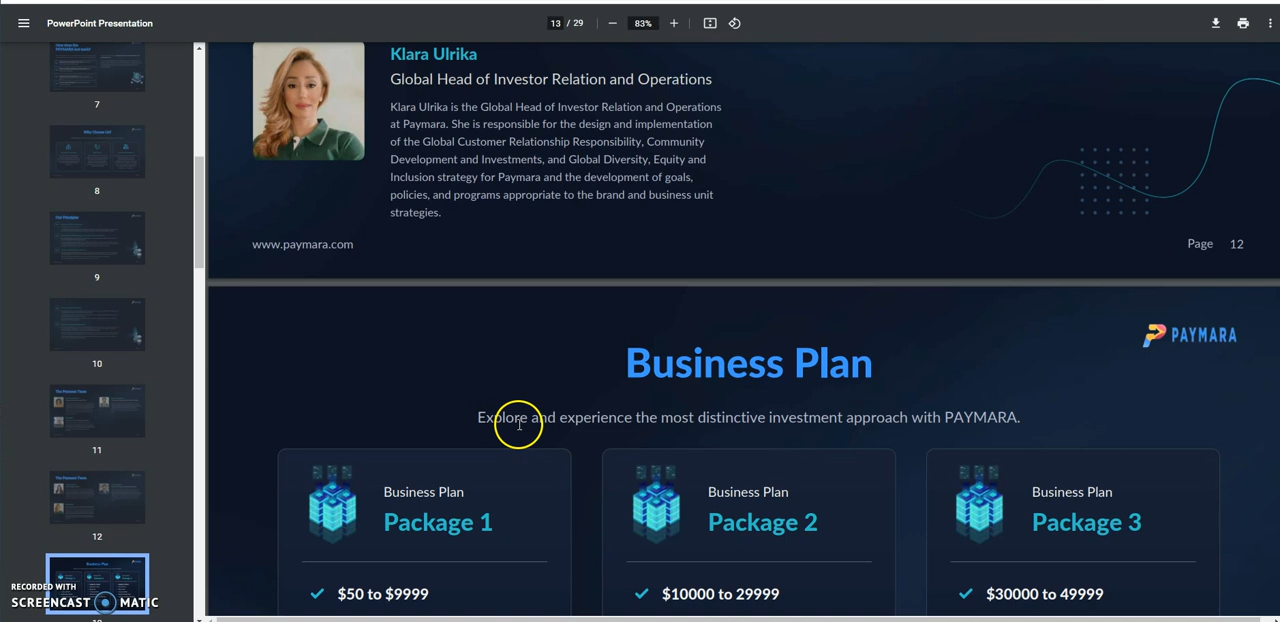 PowerPoint Presentation
13 / 29
83%
7
8
9
10
11
12
Klara Ulrika
Global Head of Investor Relation and Operations
Klara Ulrika is the Global Head of Investor Relation and Operations
at Paymara. She is responsible for the design and implementation
of the Global Customer Relationship Responsibility, Community
Development and Investments, and Global Diversity, Equity and
Inclusion strategy for Paymara and the development of goals,
policies, and programs appropriate to the brand and business unit
strategies.
www.paymara.com
Page 12
PAYMARA
Business Plan
Explore and experience the most distinctive investment approach with PAYMARA.
Business Plan
Package 1
$50 to $9999
Business Plan
Package 2
$10000 to 29999
Business Plan
Package 3
$30000 to 49999
RECORDED WITH
SCREENCAST MATIC